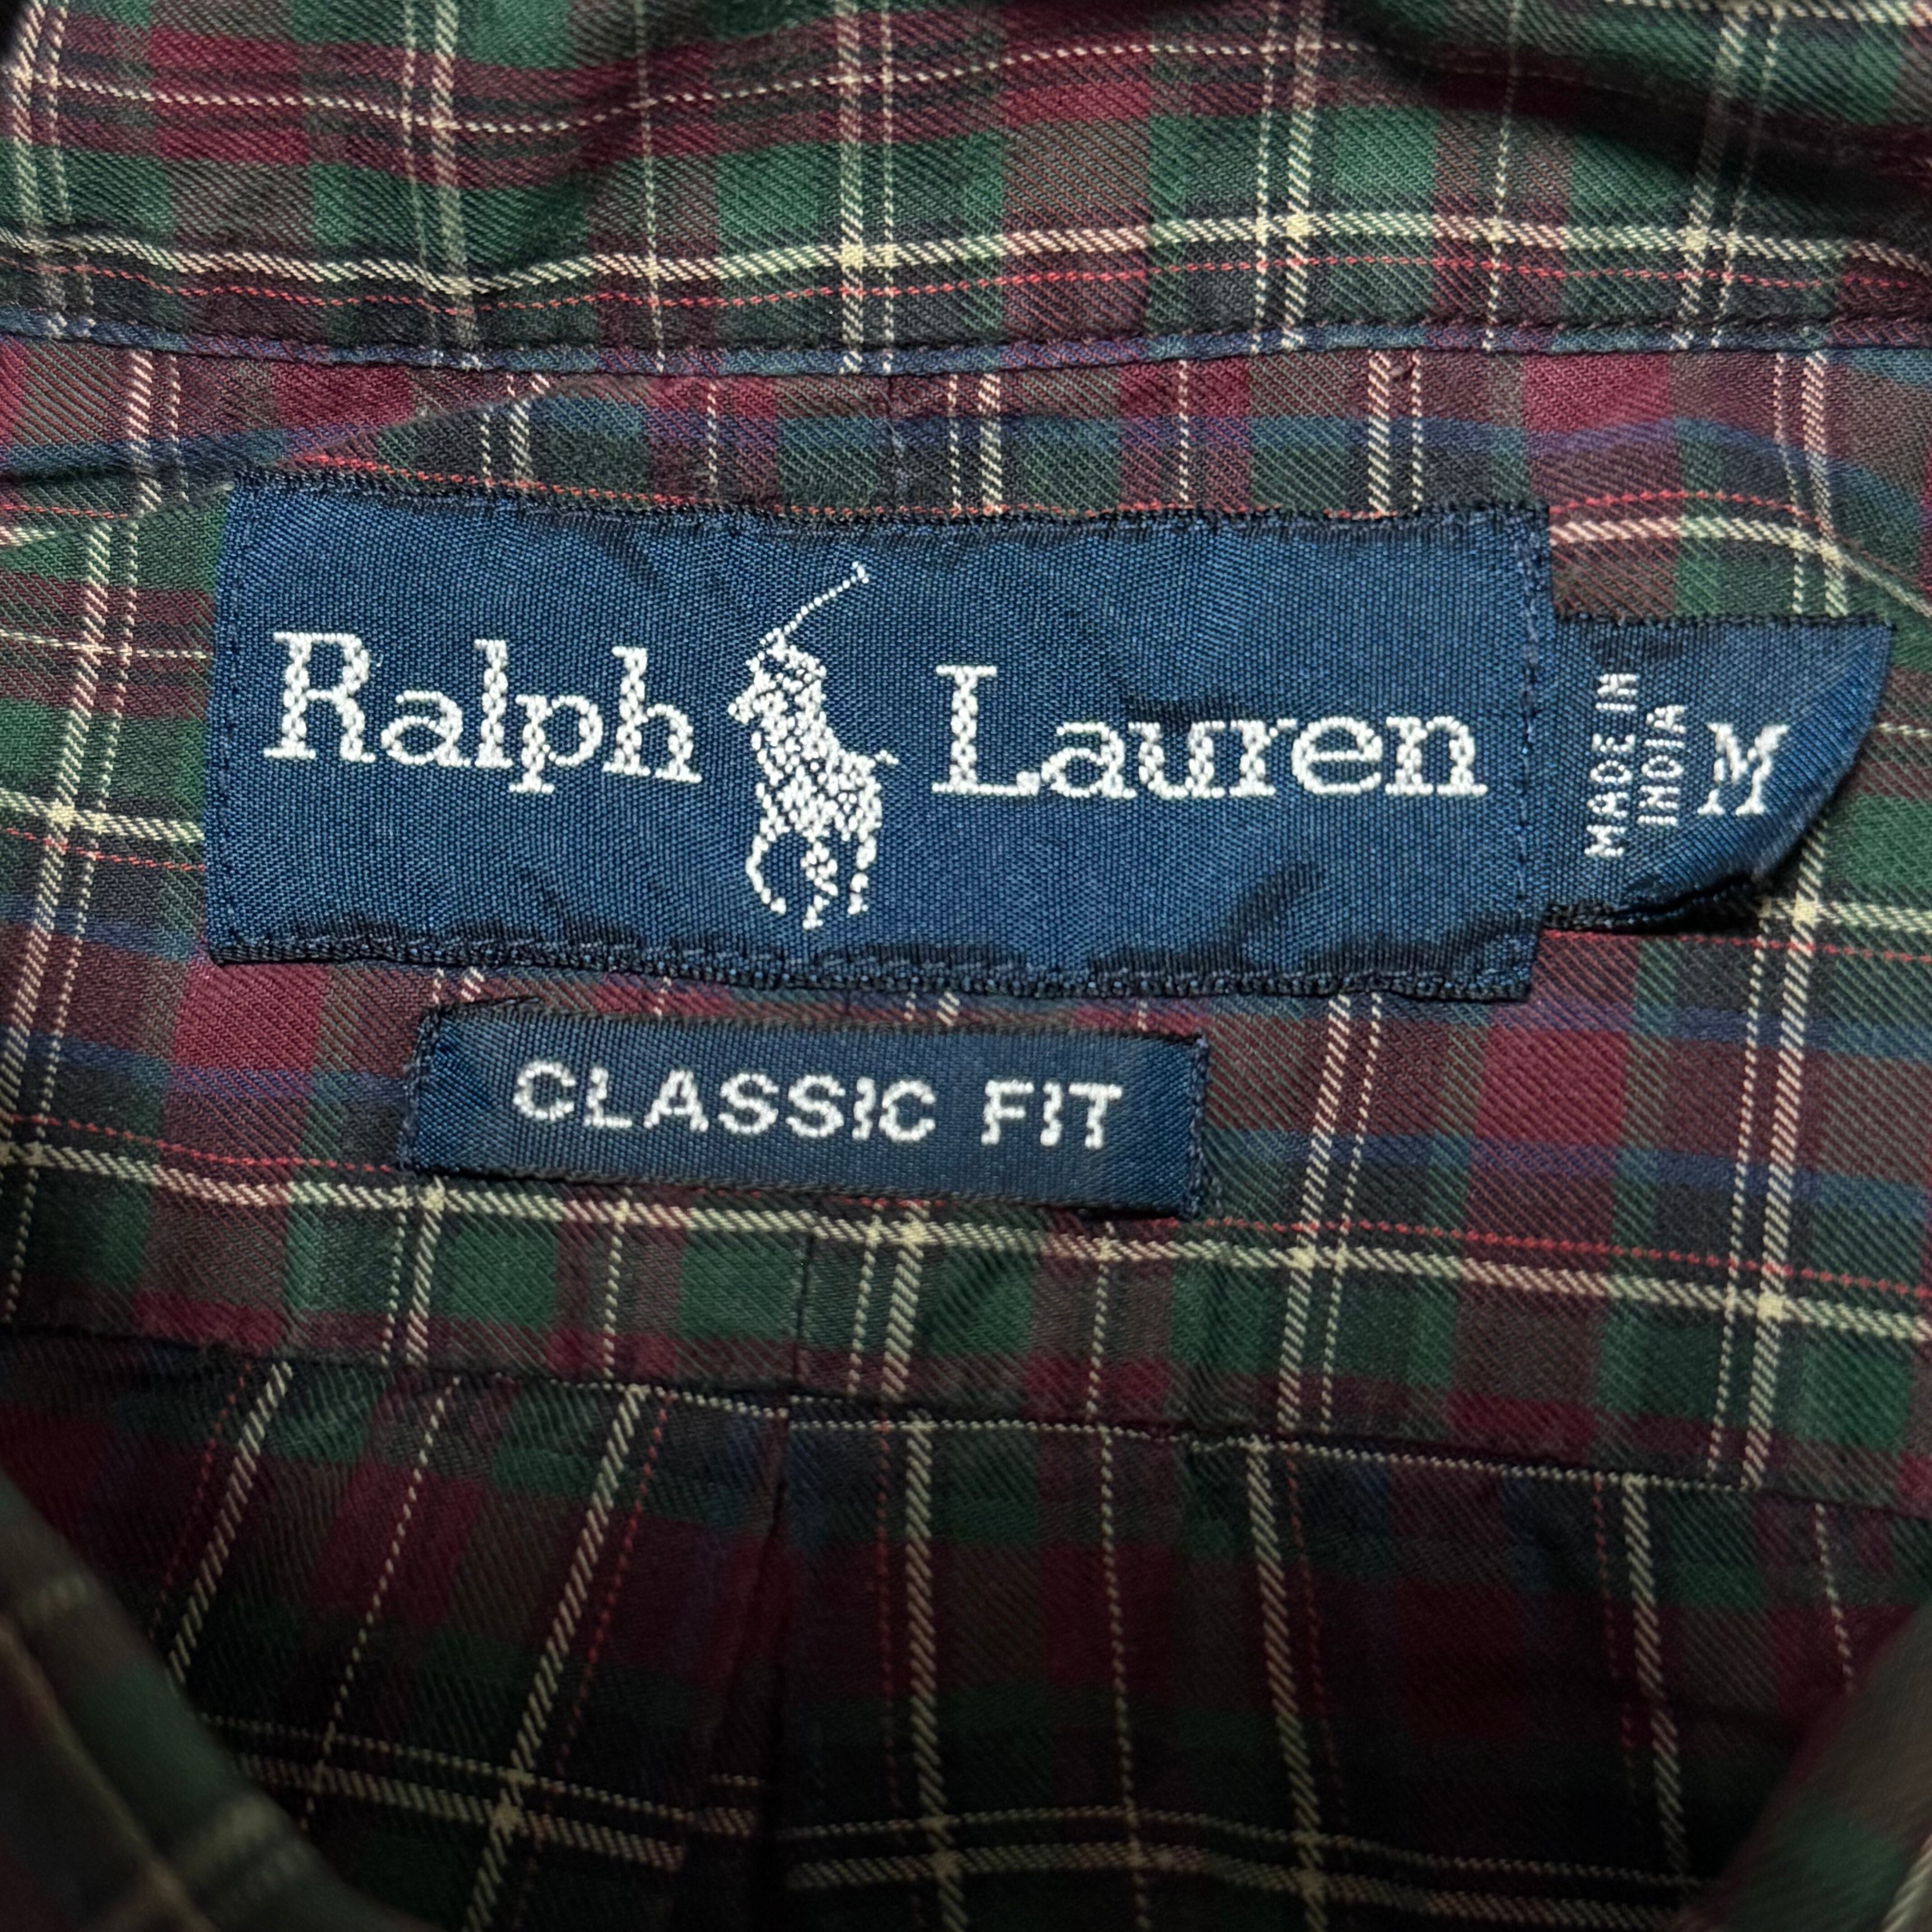 Ralph Lauren
MADE IN
INDIA
M
CLASSIC FIT